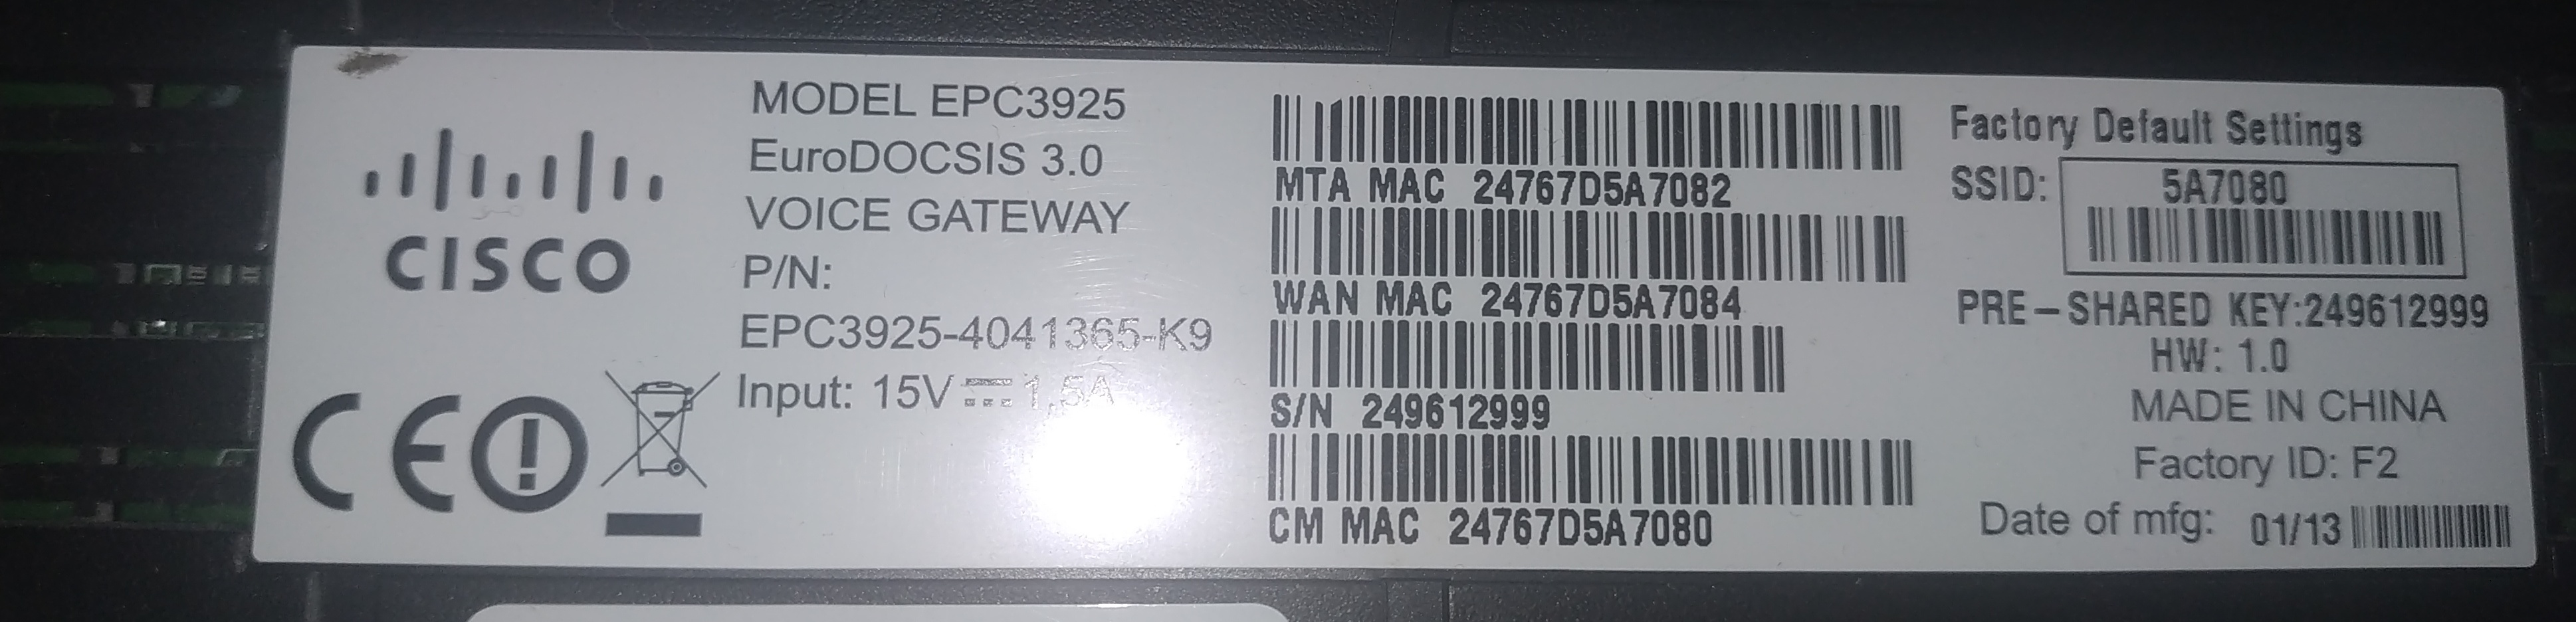 CISCO
MODEL EPC3925
EuroDOCSIS 3.0
VOICE GATEWAY
P/N:
EPC3925-4041365-K9
Input: 15V 1,5A
MTA MAC 24767D5A7082
WAN MAC 24767D5A7084
S/N 249612999
CM MAC 24767D5A7080
Factory Default Settings
SSID: 5A7080
PRE-SHARED KEY:249612999
HW: 1.0
MADE IN CHINA
Factory ID: F2
Date of mfg: 01/13